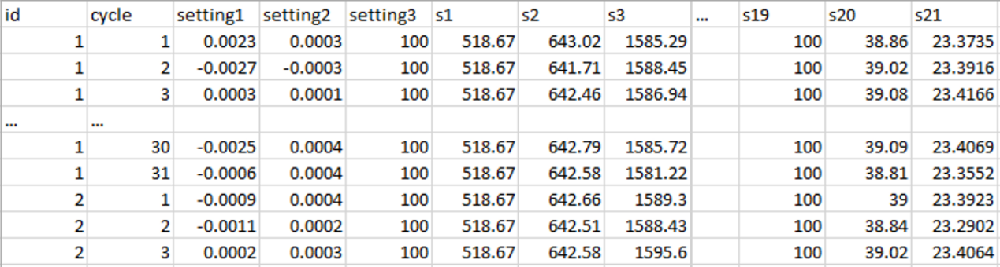 id cycle setting1 setting2 setting3 s1 s2 s3 ... s19 s20 s21
1 1 0.0023 0.0003 100 518.67 643.02 1585.29 100 38.86 23.3735
1 2 -0.0027 -0.0003 100 518.67 641.71 1588.45 100 39.02 23.3916
1 3 0.0003 0.0001 100 518.67 642.46 1586.94 100 39.08 23.4166
... ...
1 30 -0.0025 0.0004 100 518.67 642.79 1585.72 100 39.09 23.4069
1 31 -0.0006 0.0004 100 518.67 642.58 1581.22 100 38.81 23.3552
2 1 -0.0009 0.0004 100 518.67 642.66 1589.3 100 39 23.3923
2 2 -0.0011 0.0002 100 518.67 642.51 1588.43 100 38.84 23.2902
2 3 0.0002 0.0003 100 518.67 642.58 1595.6 100 39.02 23.4064